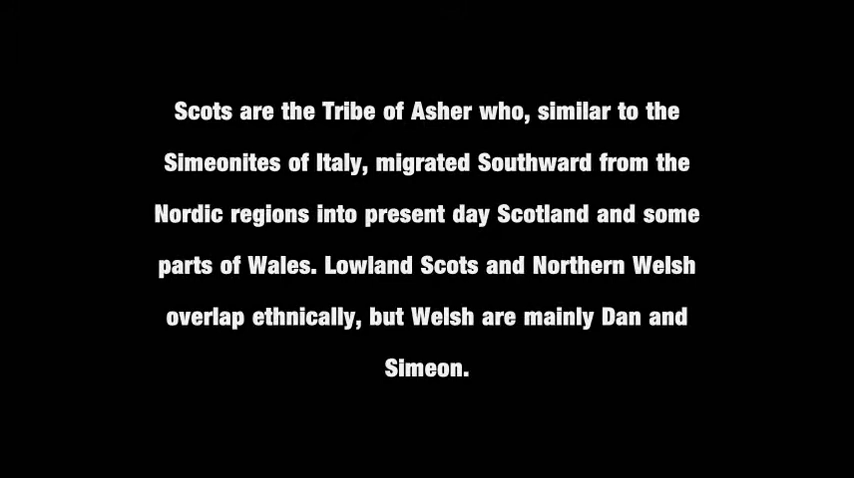 Scots are the Tribe of Asher who, similar to the
Simeonites of Italy, migrated Southward from the
Nordic regions into present day Scotland and some
parts of Wales. Lowland Scots and Northern Welsh
overlap ethnically, but Welsh are mainly Dan and
Simeon.